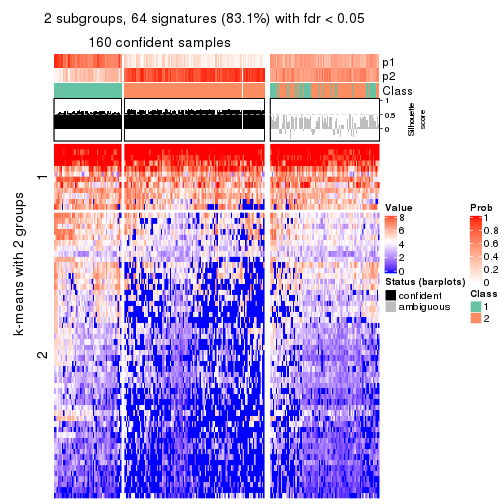 2 subgroups, 64 signatures (83.1%) with fdr < 0.05
160 confident samples
p1
p2
Class
1
0.5
0
Silhouette
score
k-means with 2 groups
1
2
Value
8
6
4
2
0
Status (barplots)
confident
ambiguous
Prob
1
0.8
0.6
0.4
0.2
0
Class
1
2